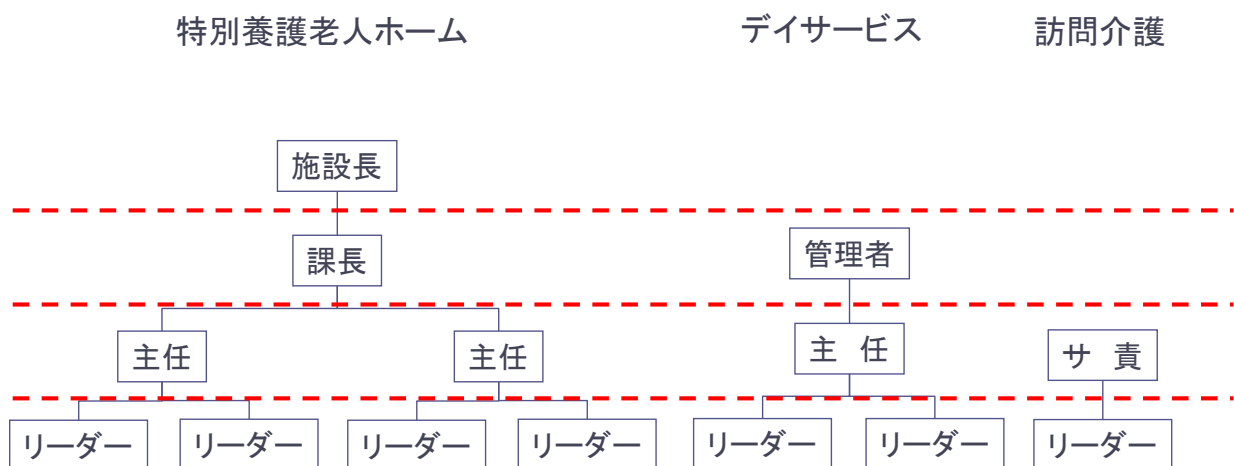 特別養護老人ホーム デイサービス 訪問介護
施設長
課長 管理者
主任 主任 主 任 サ 責
リーダー リーダー リーダー リーダー リーダー リーダー リーダー